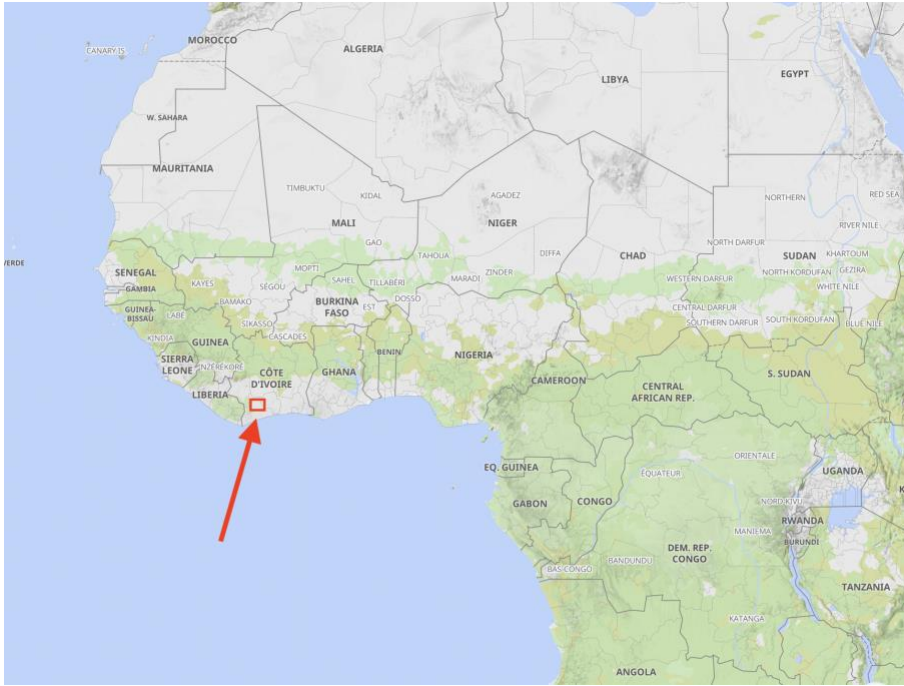 MOROCCO
CANARY IS.
ALGERIA
LIBYA
EGYPT
W. SAHARA
MAURITANIA
TIMBUKTU
KIDAL
AGADEZ
NORTHERN
RED SEA
MALI
NIGER
RIVER NILE
GAO
TAHOUA
DIFFA
CHAD
NORTH DARFUR
SUDAN
KHARTOUM
VERDE
SENEGAL
GAMBIA
KAYES
MOPTI
SÉGOU
SAHEL
TILLABÉRI
MARADI
ZINDER
WESTERN DARFUR
NORTH KORDUFAN
GEZIRA
WHITE NILE
GUINEA-
BISSAU
LABÉ
BAMAKO
BURKINA
FASO
EST
DOSSO
CENTRAL DARFUR
SOUTHERN DARFUR
SOUTH KORDUFAN
BLUE NILE
KINDIA
GUINEA
SIKASSO
CASCADES
BENIN
NIGERIA
SIERRA
LEONE
NZÉRÉKORÉ
CÔTE
D'IVOIRE
GHANA
CAMEROON
CENTRAL
AFRICAN REP.
S. SUDAN
LIBERIA
EQ. GUINEA
ÉQUATEUR
ORIENTALE
UGANDA
K
GABON
CONGO
NORD KIVU
RWANDA
MANIEMA
BURUNDI
DEM. REP.
CONGO
BAS-CONGO
BANDUNDU
TANZANIA
KATANGA
ANGOLA